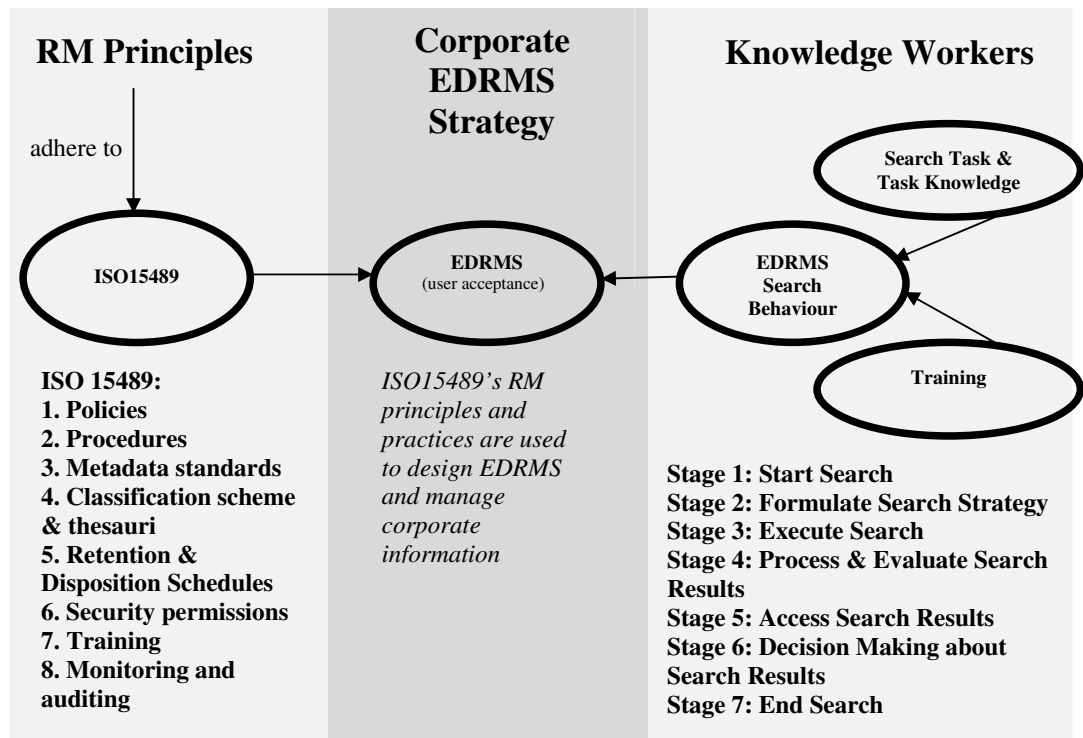 RM Principles
adhere to
ISO15489
ISO 15489:
1. Policies
2. Procedures
3. Metadata standards
4. Classification scheme
& thesauri
5. Retention &
Disposition Schedules
6. Security permissions
7. Training
8. Monitoring and
auditing
Corporate
EDRMS
Strategy
EDRMS
(user acceptance)
ISO15489's RM
principles and
practices are used
to design EDRMS
and manage
corporate
information
Knowledge Workers
Search Task &
Task Knowledge
EDRMS
Search
Behaviour
Training
Stage 1: Start Search
Stage 2: Formulate Search Strategy
Stage 3: Execute Search
Stage 4: Process & Evaluate Search
Results
Stage 5: Access Search Results
Stage 6: Decision Making about
Search Results
Stage 7: End Search